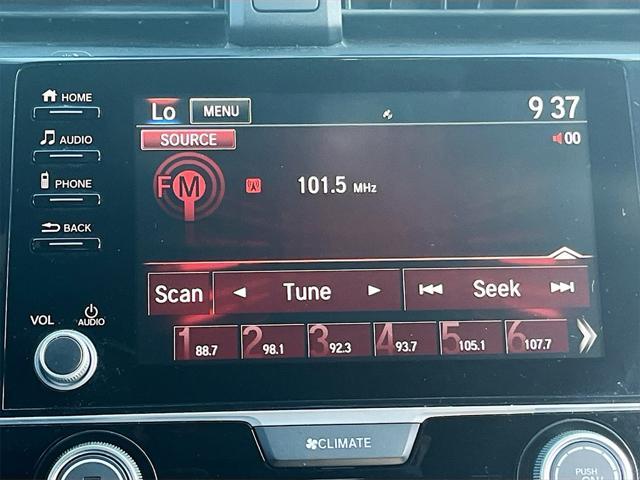 HOME
AUDIO
PHONE
BACK
VOL
AUDIO
Lo MENU 9 37
SOURCE 00
FM 101.5 MHz
Scan Tune Seek
1 88.7 2 98.1 3 92.3 4 93.7 5 105.1 6 107.7
CLIMATE
PUSH
ON/